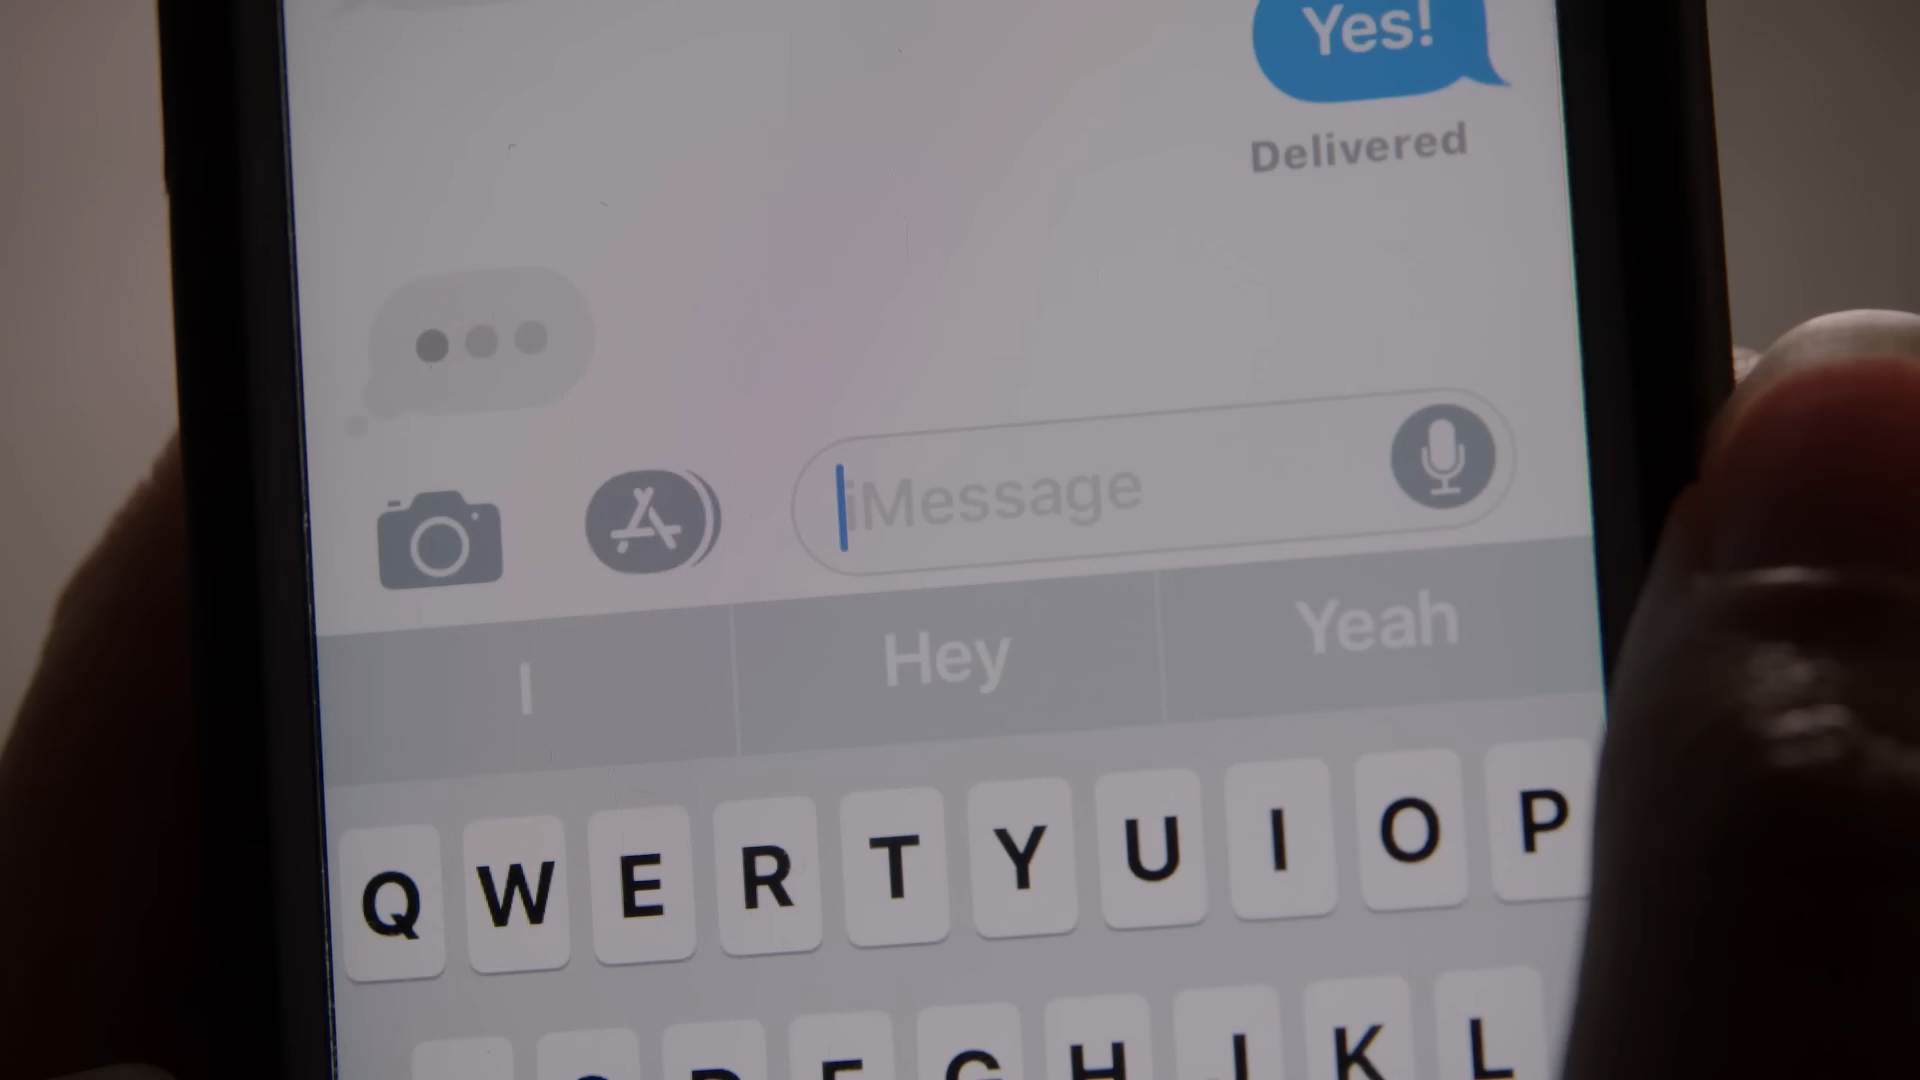 Yes!
Delivered
iMessage
I Hey Yeah
Q W E R T Y U I O P
F G H J K L